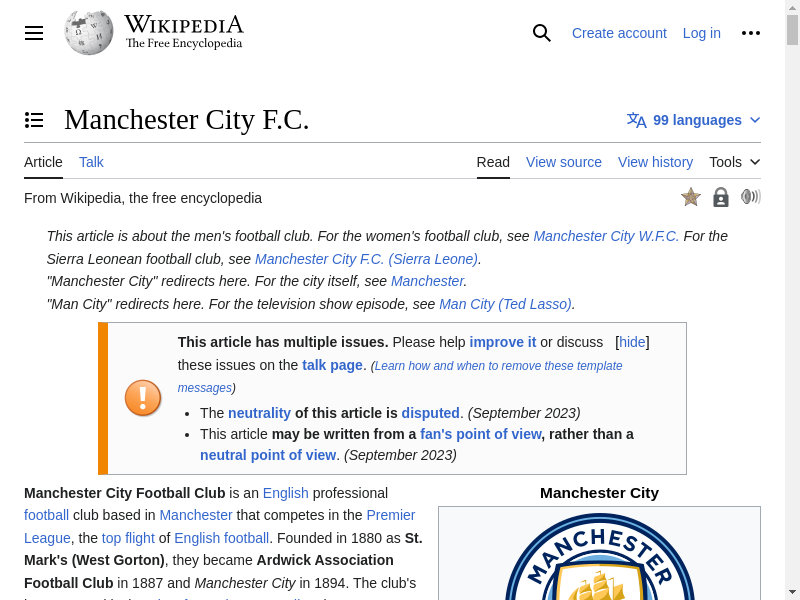 WIKIPEDIA
The Free Encyclopedia
Create account
Log in
Manchester City F.C.
99 languages
Article
Talk
Read
View source
View history
Tools
From Wikipedia, the free encyclopedia
This article is about the men's football club. For the women's football club, see Manchester City W.F.C. For the
Sierra Leonean football club, see Manchester City F.C. (Sierra Leone).
"Manchester City" redirects here. For the city itself, see Manchester.
"Man City" redirects here. For the television show episode, see Man City (Ted Lasso).
This article has multiple issues. Please help improve it or discuss [hide]
these issues on the talk page. (Learn how and when to remove these template
messages)
• The neutrality of this article is disputed. (September 2023)
• This article may be written from a fan's point of view, rather than a
neutral point of view. (September 2023)
Manchester City Football Club is an English professional
football club based in Manchester that competes in the Premier
League, the top flight of English football. Founded in 1880 as St.
Mark's (West Gorton), they became Ardwick Association
Football Club in 1887 and Manchester City in 1894. The club's
Manchester City
MANCHESTER